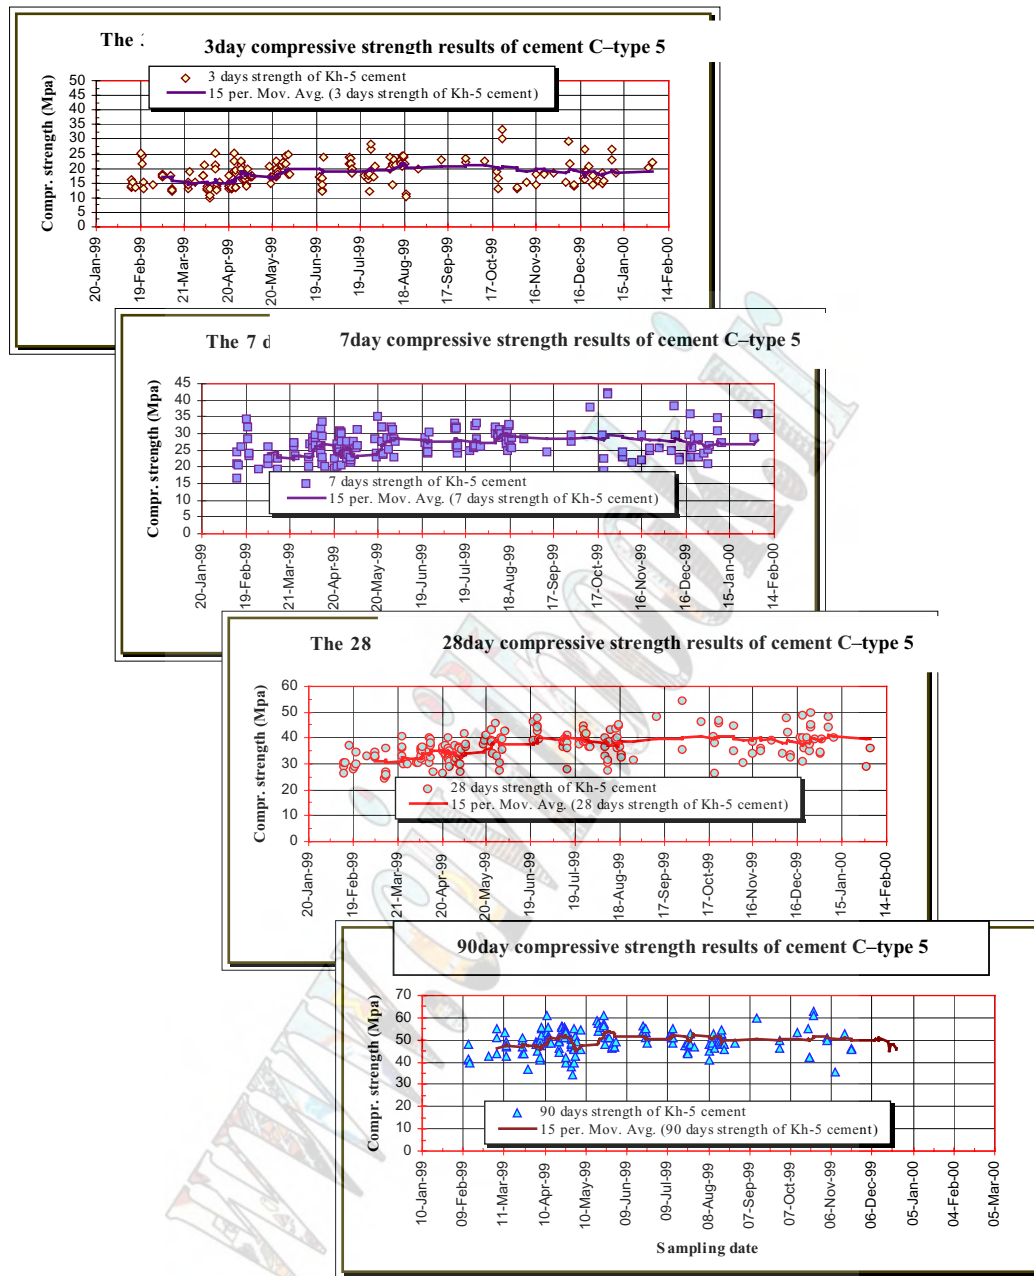 The
3day compressive strength results of cement C–type 5
3 days strength of Kh-5 cement
15 per. Mov. Avg. (3 days strength of Kh-5 cement)
Compr. strength (Mpa)
50
45
40
35
30
25
20
15
10
5
0
20-Jan-99
19-Feb-99
21-Mar-99
20-Apr-99
20-May-99
19-Jun-99
19-Jul-99
18-Aug-99
17-Sep-99
17-Oct-99
16-Nov-99
16-Dec-99
15-Jan-00
14-Feb-00
The 7 d
7day compressive strength results of cement C–type 5
Compr. strength (Mpa)
45
40
35
30
25
20
15
10
5
0
7 days strength of Kh-5 cement
15 per. Mov. Avg. (7 days strength of Kh-5 cement)
20-Jan-99
19-Feb-99
21-Mar-99
20-Apr-99
20-May-99
19-Jun-99
19-Jul-99
18-Aug-99
17-Sep-99
17-Oct-99
16-Nov-99
16-Dec-99
15-Jan-00
14-Feb-00
The 28
28day compressive strength results of cement C–type 5
Compr. strength (Mpa)
60
50
40
30
20
10
0
28 days strength of Kh-5 cement
15 per. Mov. Avg. (28 days strength of Kh-5 cement)
20-Jan-99
19-Feb-99
21-Mar-99
20-Apr-99
20-May-99
19-Jun-99
19-Jul-99
18-Aug-99
17-Sep-99
17-Oct-99
16-Nov-99
16-Dec-99
15-Jan-00
14-Feb-00
90day compressive strength results of cement C–type 5
Compr. strength (Mpa)
70
60
50
40
30
20
10
0
90 days strength of Kh-5 cement
15 per. Mov. Avg. (90 days strength of Kh-5 cement)
10-Jan-99
09-Feb-99
11-Mar-99
10-Apr-99
10-May-99
09-Jun-99
09-Jul-99
08-Aug-99
07-Sep-99
07-Oct-99
06-Nov-99
06-Dec-99
05-Jan-00
04-Feb-00
05-Mar-00
Sampling date
www.civilbook.ir